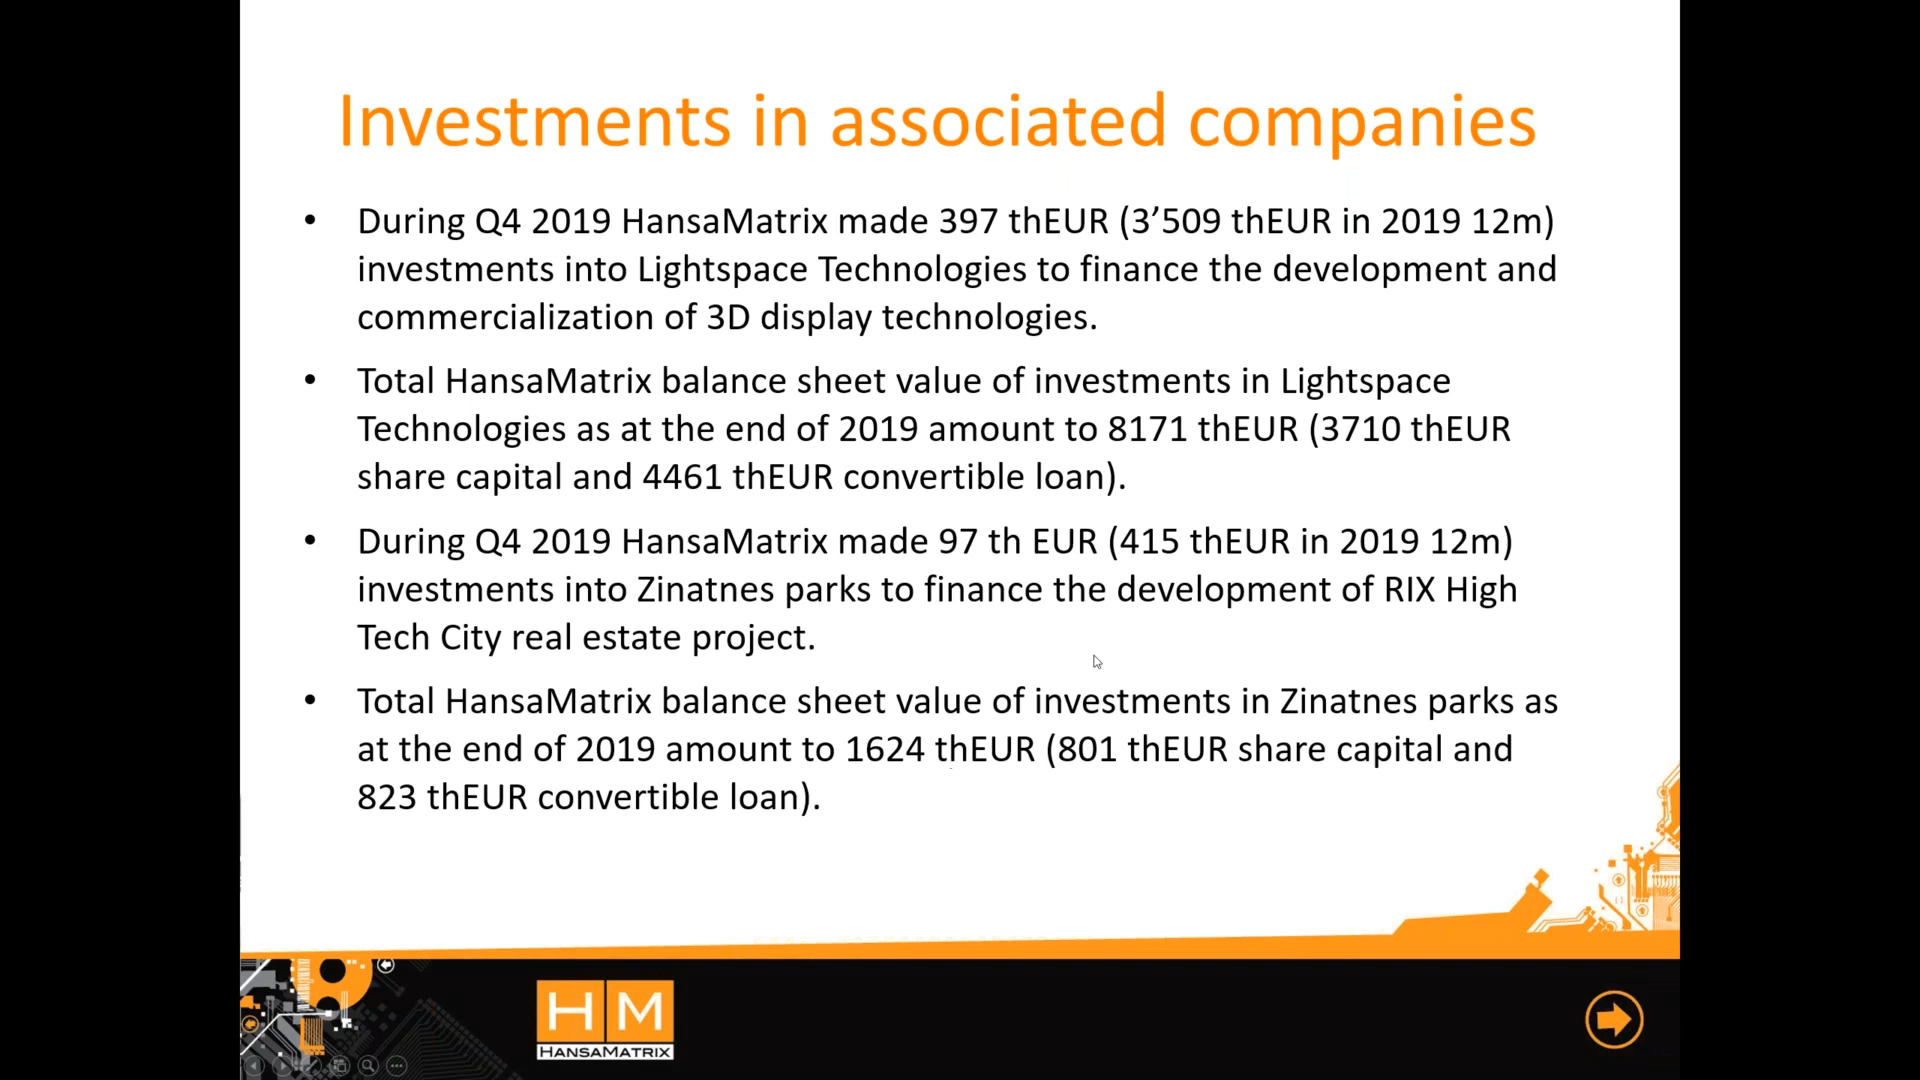 Investments in associated companies
• During Q4 2019 HansaMatrix made 397 thEUR (3’509 thEUR in 2019 12m)
investments into Lightspace Technologies to finance the development and
commercialization of 3D display technologies.
• Total HansaMatrix balance sheet value of investments in Lightspace
Technologies as at the end of 2019 amount to 8171 thEUR (3710 thEUR
share capital and 4461 thEUR convertible loan).
• During Q4 2019 HansaMatrix made 97 th EUR (415 thEUR in 2019 12m)
investments into Zinatnes parks to finance the development of RIX High
Tech City real estate project.
• Total HansaMatrix balance sheet value of investments in Zinatnes parks as
at the end of 2019 amount to 1624 thEUR (801 thEUR share capital and
823 thEUR convertible loan).
HM
HANSAMATRIX